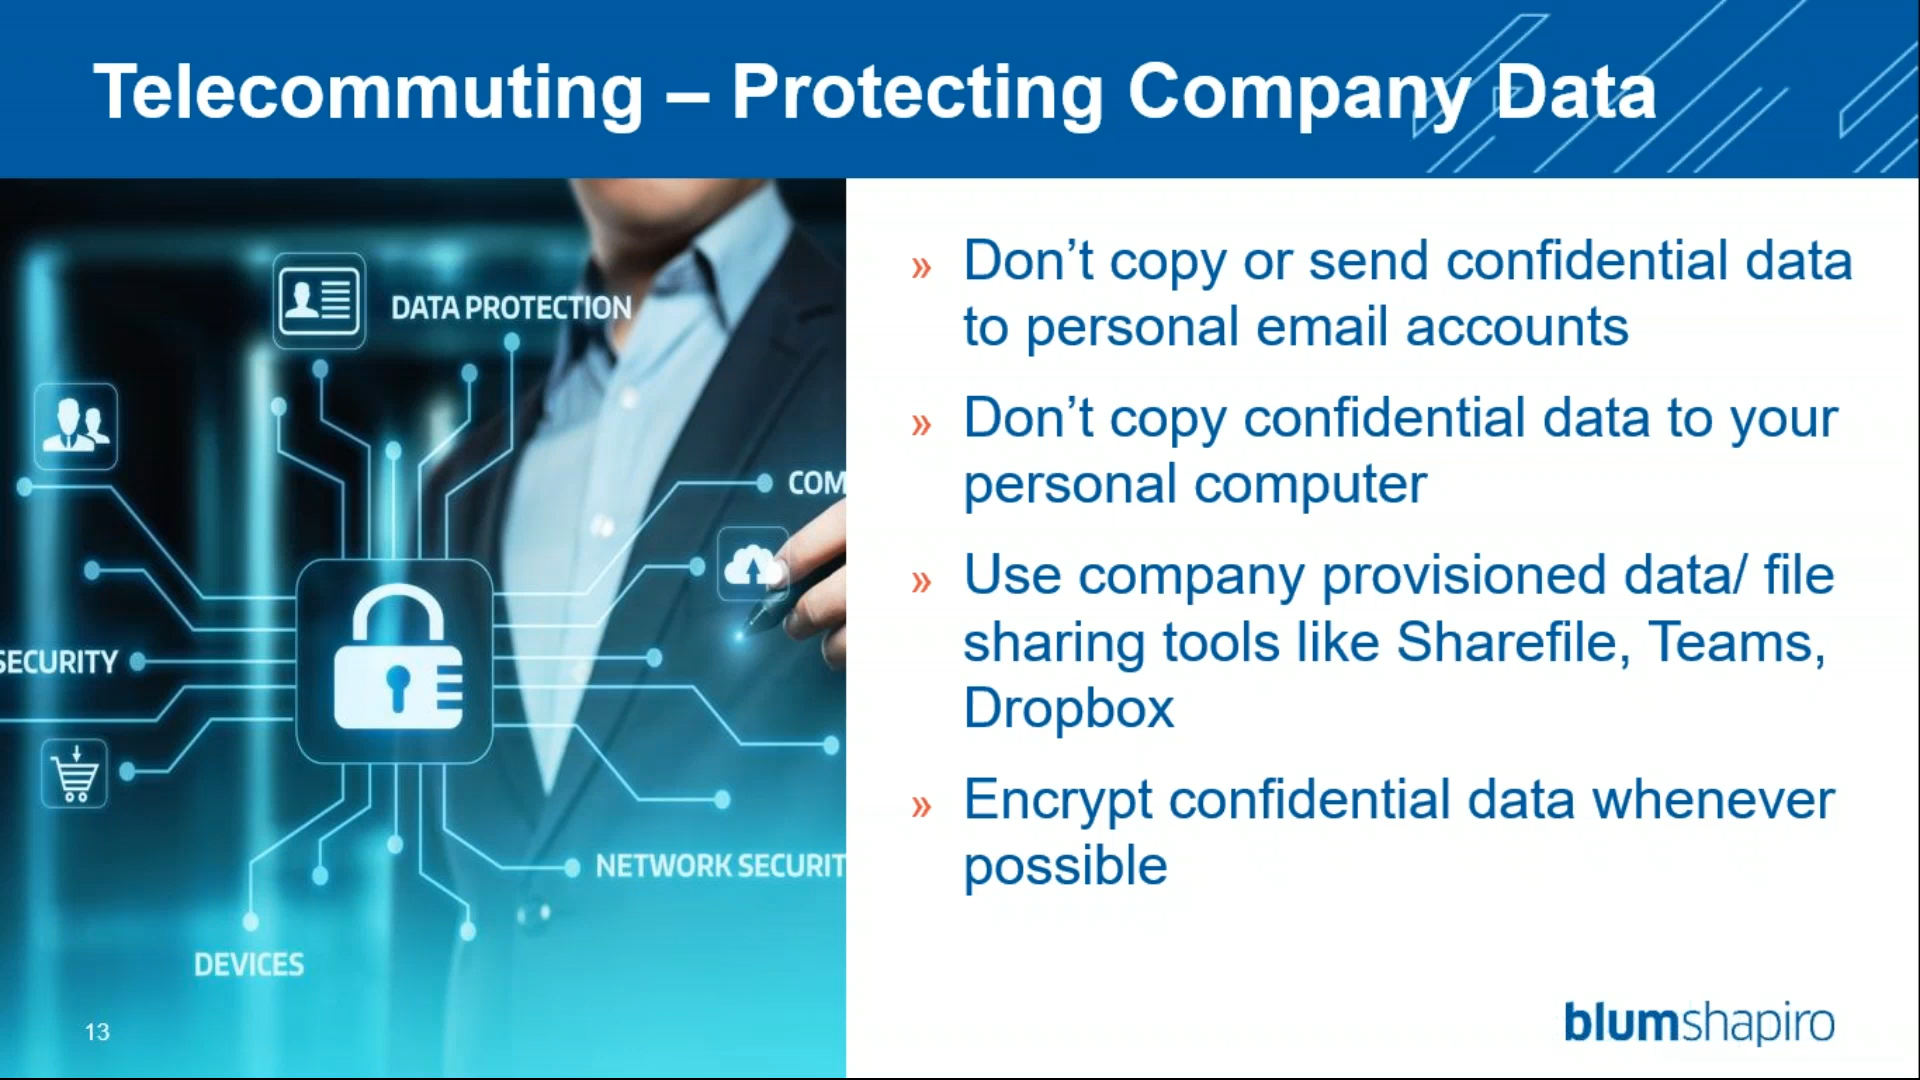 Telecommuting – Protecting Company Data
DATA PROTECTION
COM
SECURITY
NETWORK SECURIT
DEVICES
13
» Don’t copy or send confidential data
to personal email accounts
» Don’t copy confidential data to your
personal computer
» Use company provisioned data/ file
sharing tools like Sharefile, Teams,
Dropbox
» Encrypt confidential data whenever
possible
blumshapiro